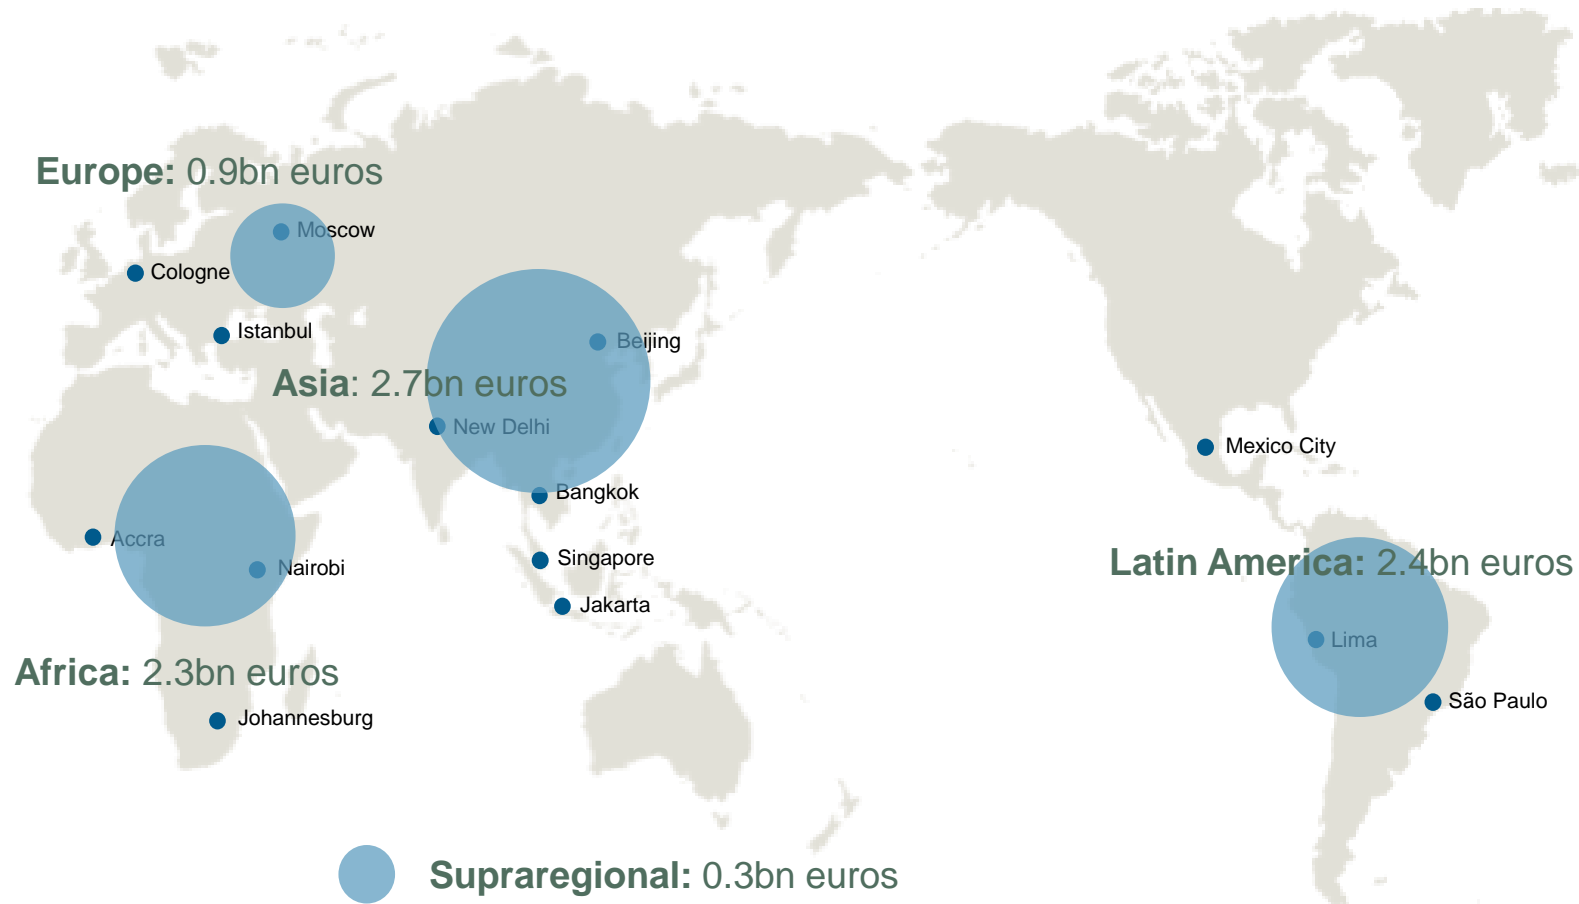 Europe: 0.9bn euros
Moscow
Cologne
Istanbul
Beijing
Asia: 2.7bn euros
New Delhi
Mexico City
Bangkok
Accra
Singapore
Latin America: 2.4bn euros
Nairobi
Jakarta
Lima
Africa: 2.3bn euros
São Paulo
Johannesburg
Supraregional: 0.3bn euros